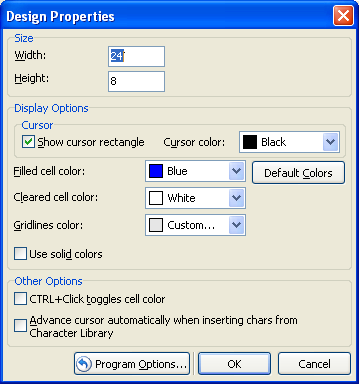 Design Properties
Size
Width:
24
Height:
8
Display Options
Cursor
Show cursor rectangle
Cursor color:
Black
Filled cell color:
Blue
Default Colors
Cleared cell color:
White
Gridlines color:
Custom...
Use solid colors
Other Options
CTRL+Click toggles cell color
Advance cursor automatically when inserting chars from
Character Library
Program Options...
OK
Cancel